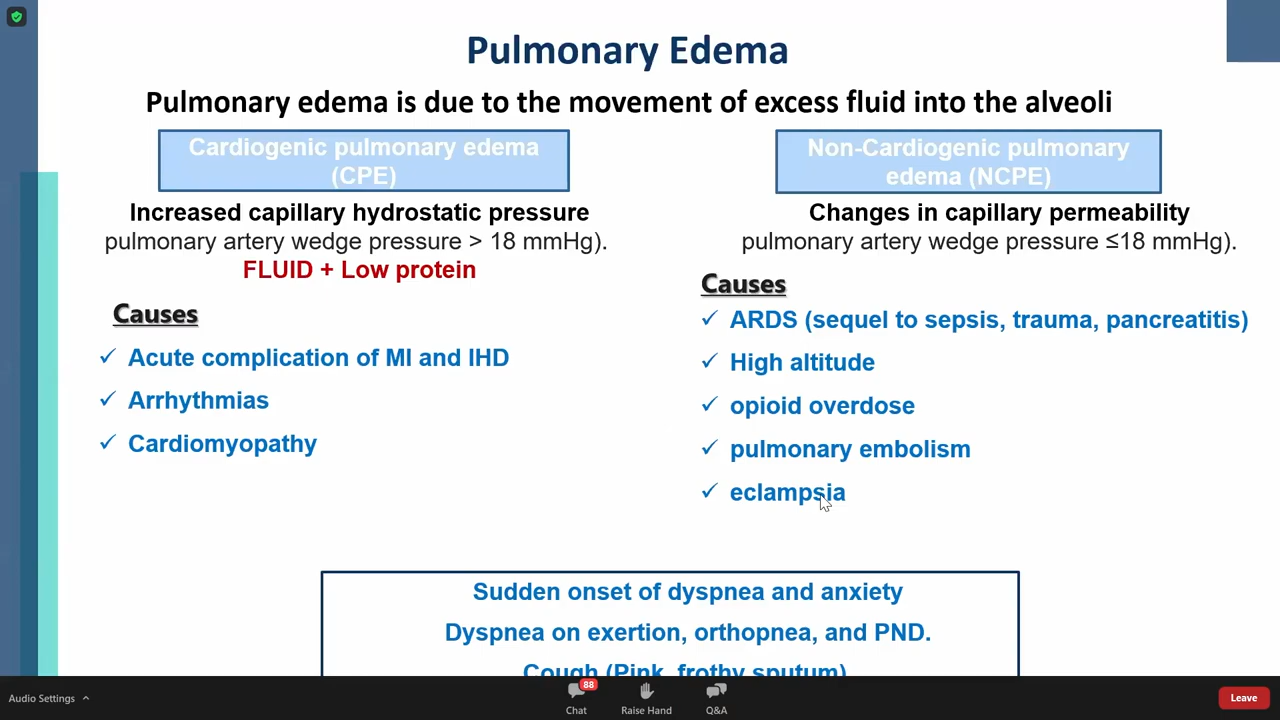 Pulmonary Edema
Pulmonary edema is due to the movement of excess fluid into the alveoli
Cardiogenic pulmonary edema
(CPE)
Increased capillary hydrostatic pressure
pulmonary artery wedge pressure > 18 mmHg).
FLUID + Low protein
Causes
✓ Acute complication of MI and IHD
✓ Arrhythmias
✓ Cardiomyopathy
Non-Cardiogenic pulmonary
edema (NCPE)
Changes in capillary permeability
pulmonary artery wedge pressure ≤18 mmHg).
Causes
✓ ARDS (sequel to sepsis, trauma, pancreatitis)
✓ High altitude
✓ opioid overdose
✓ pulmonary embolism
✓ eclampsia
Sudden onset of dyspnea and anxiety
Dyspnea on exertion, orthopnea, and PND.
Cough (Pink, frothy sputum)
Audio Settings
88
Chat
Raise Hand
Q&A
Leave